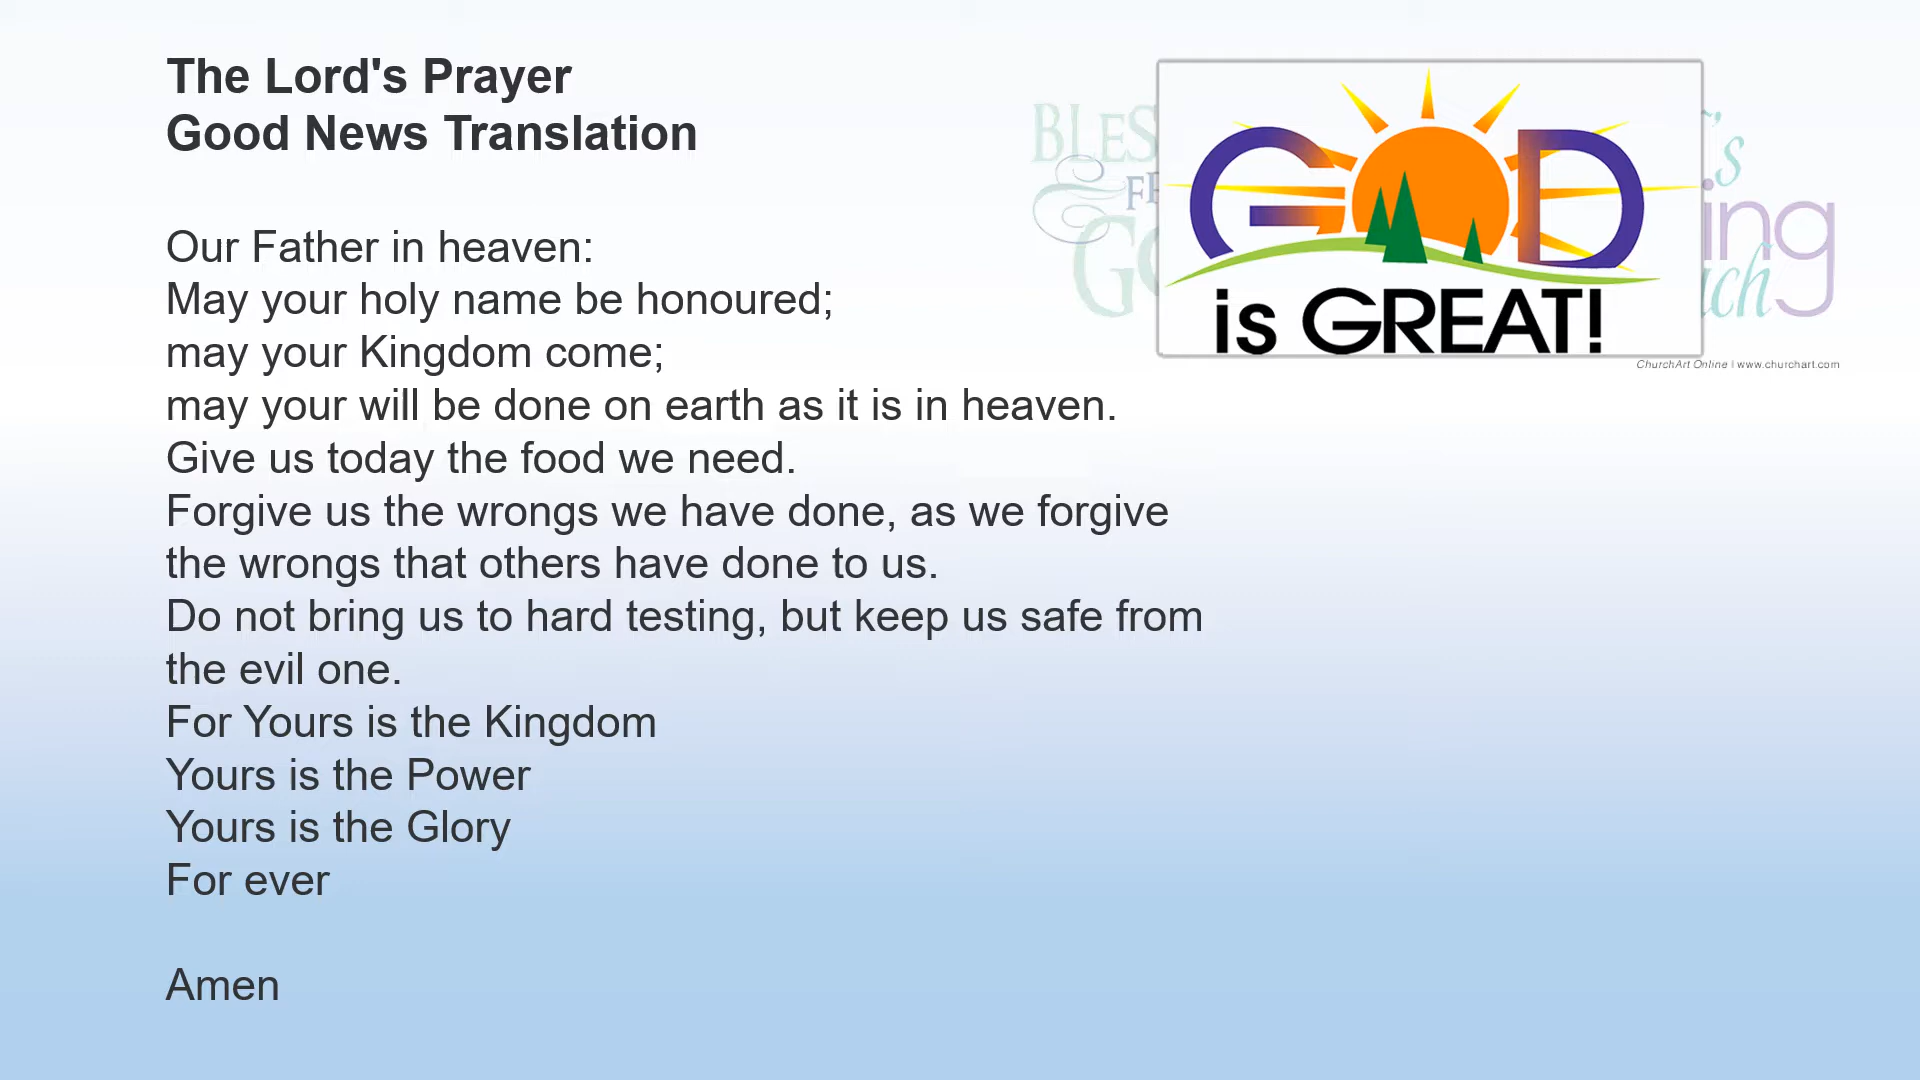 The Lord's Prayer
Good News Translation
Our Father in heaven:
May your holy name be honoured;
may your Kingdom come;
may your will be done on earth as it is in heaven.
Give us today the food we need.
Forgive us the wrongs we have done, as we forgive
the wrongs that others have done to us.
Do not bring us to hard testing, but keep us safe from
the evil one.
For Yours is the Kingdom
Yours is the Power
Yours is the Glory
For ever
Amen
GOD
is GREAT!
ChurchArt Online | www.churchart.com